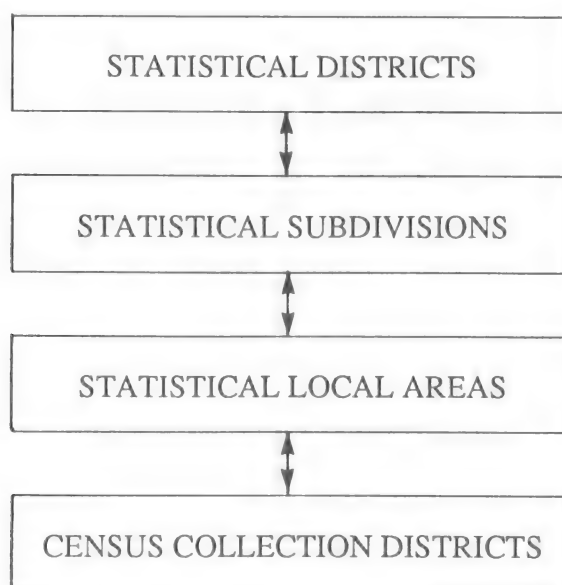 STATISTICAL DISTRICTS
STATISTICAL SUBDIVISIONS
STATISTICAL LOCAL AREAS
CENSUS COLLECTION DISTRICTS